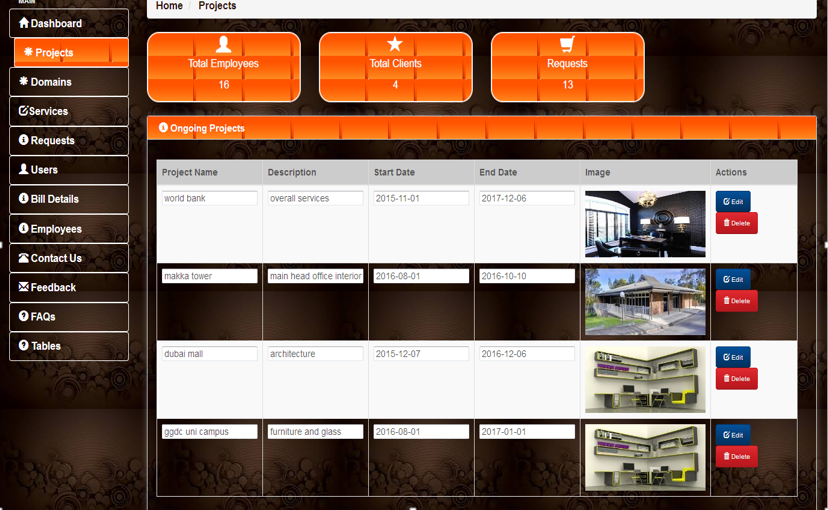 MAIN
Dashboard
Projects
Domains
Services
Requests
Users
Bill Details
Employees
Contact Us
Feedback
FAQs
Tables
Home / Projects
Total Employees
16
Total Clients
4
Requests
13
Ongoing Projects
Project Name Description Start Date End Date Image Actions
world bank overall services 2015-11-01 2017-12-06 Edit
Delete
makka tower main head office interior 2016-08-01 2016-10-10 Edit
Delete
dubai mall architecture 2015-12-07 2016-12-06 Edit
Delete
ggdc uni campus furniture and glass 2016-08-01 2017-01-01 Edit
Delete